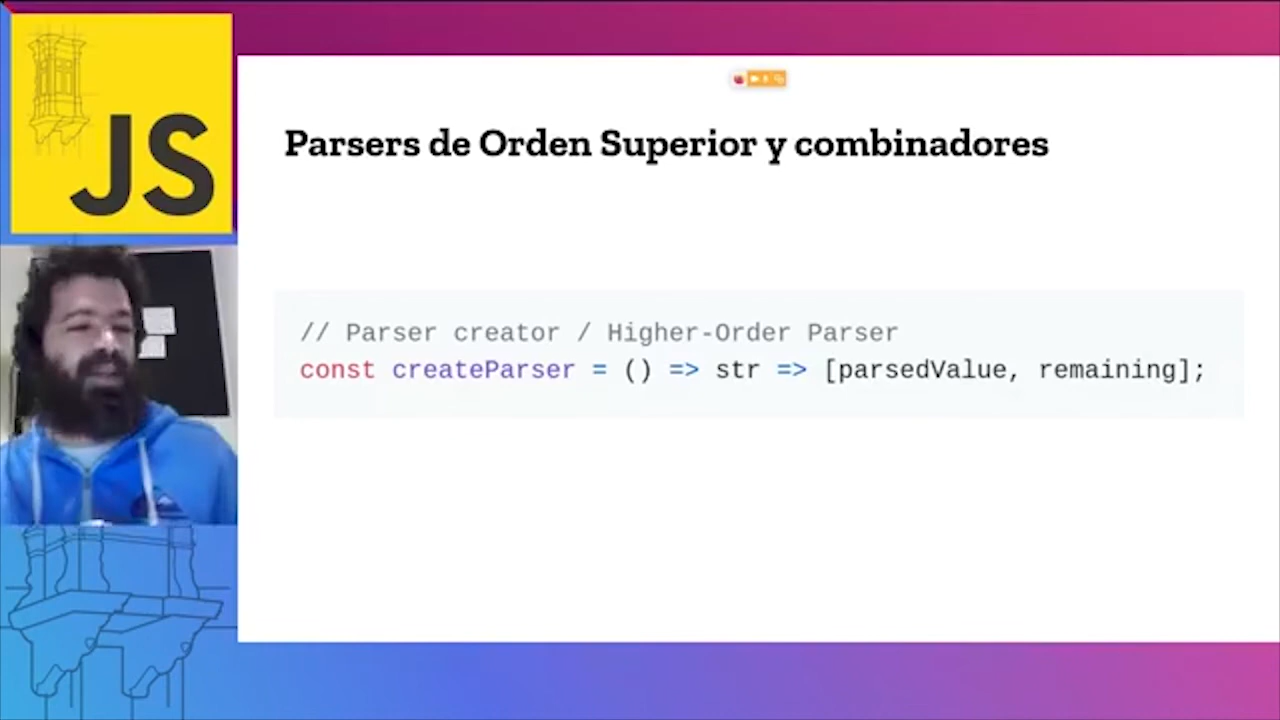 JS
Parsers de Orden Superior y combinadores
// Parser creator / Higher-Order Parser
const createParser = () => str => [parsedValue, remaining];